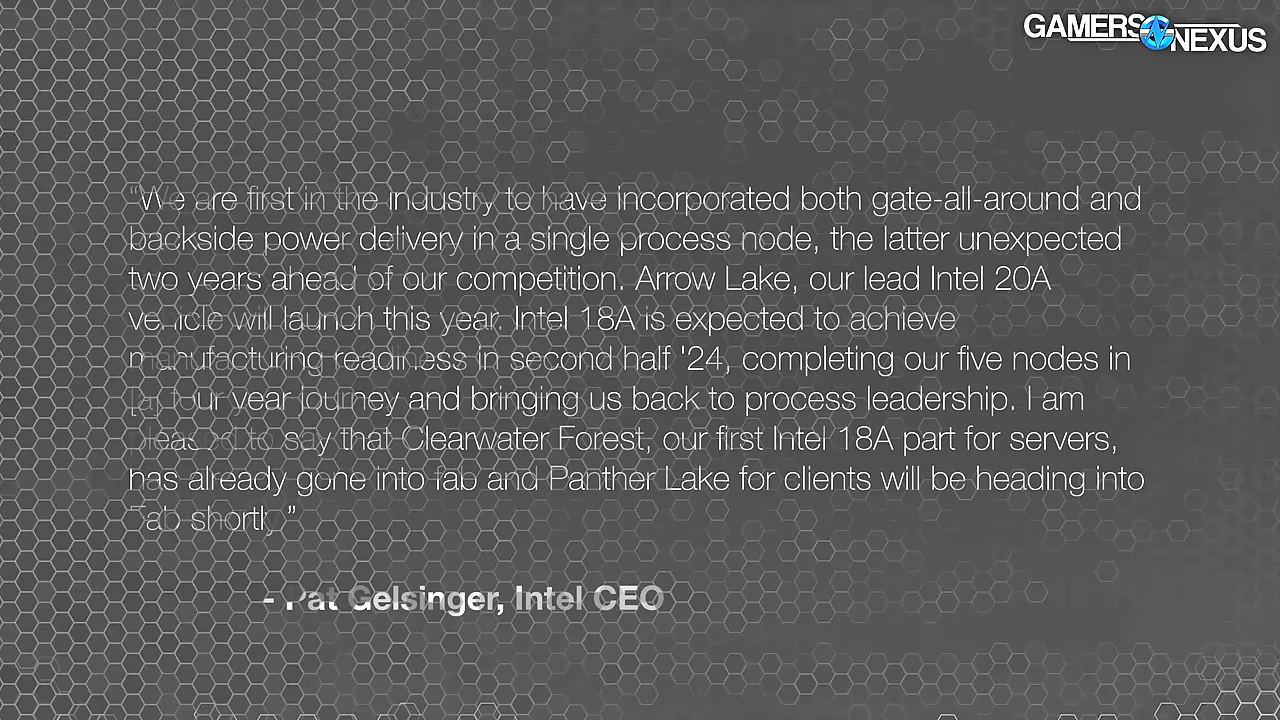 GAMERS NEXUS
“We are first in the industry to have incorporated both gate-all-around and
backside power delivery in a single process node, the latter unexpected
two years ahead of our competition. Arrow Lake, our lead Intel 20A
vehicle will launch this year. Intel 18A is expected to achieve
manufacturing readiness in second half '24, completing our five nodes in
[a] four year journey and bringing us back to process leadership. I am
pleased to say that Clearwater Forest, our first Intel 18A part for servers,
has already gone into fab and Panther Lake for clients will be heading into
Fab shortly.”
- Pat Gelsinger, Intel CEO